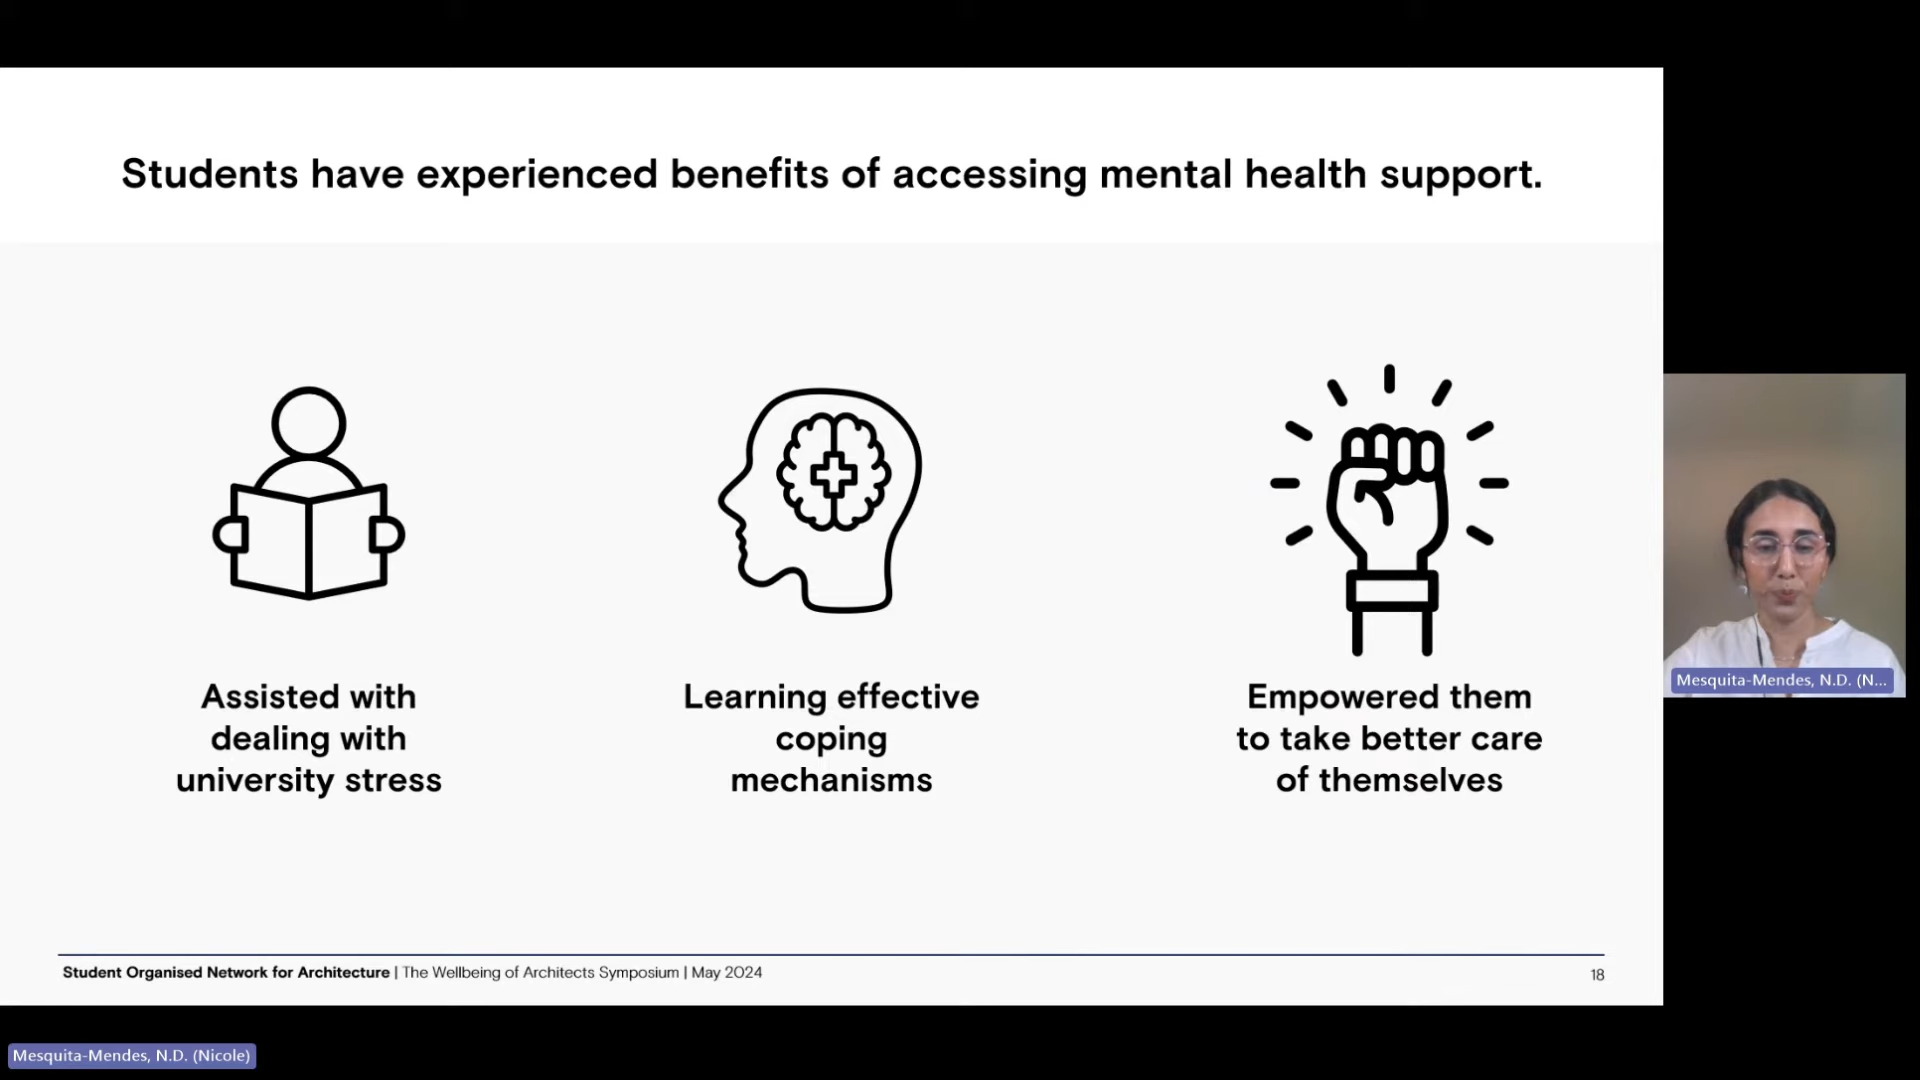 Students have experienced benefits of accessing mental health support.
Assisted with
dealing with
university stress
Learning effective
coping
mechanisms
Empowered them
to take better care
of themselves
Mesquita-Mendes, N.D. (N...
Student Organised Network for Architecture | The Wellbeing of Architects Symposium | May 2024
18
Mesquita-Mendes, N.D. (Nicole)